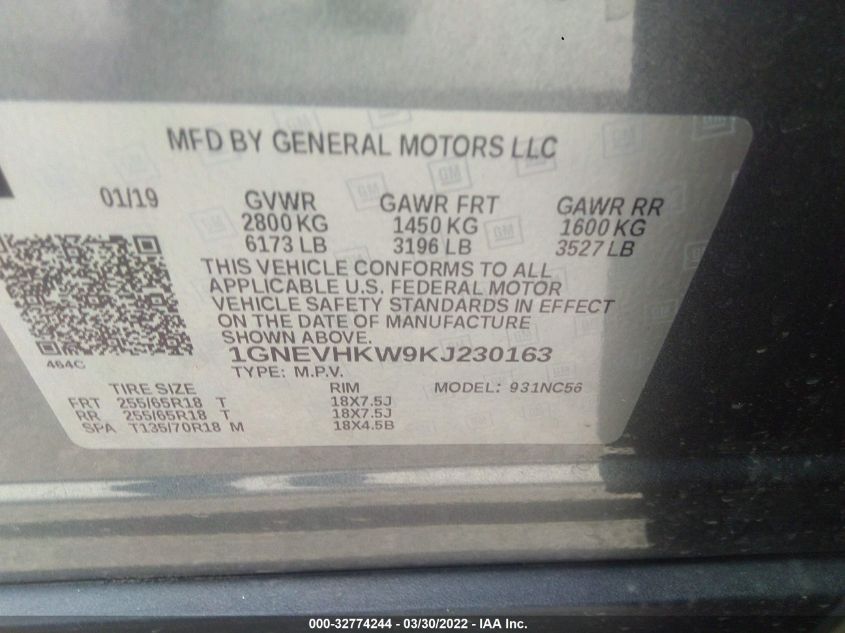 MFD BY GENERAL MOTORS LLC
01/19 GVWR GAWR FRT GAWR RR
2800 KG 1450 KG 1600 KG
6173 LB 3196 LB 3527 LB
THIS VEHICLE CONFORMS TO ALL
APPLICABLE U.S. FEDERAL MOTOR
VEHICLE SAFETY STANDARDS IN EFFECT
ON THE DATE OF MANUFACTURE
SHOWN ABOVE.
464C
1GNEVHKW9KJ230163
TYPE: M.P.V.
TIRE SIZE RIM MODEL: 931NC56
FRT 255/65R18 T 18X7.5J
RR 255/65R18 T 18X7.5J
SPA T135/70R18 M 18X4.5B
000-32774244 - 03/30/2022 - IAA Inc.